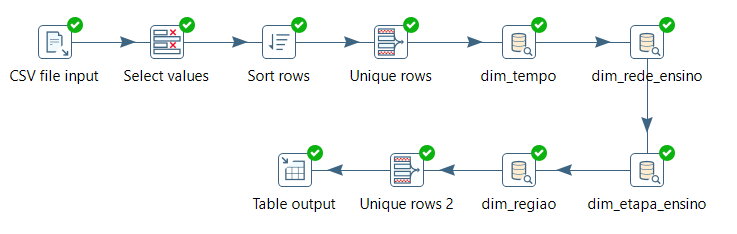 CSV file input
Select values
Sort rows
Unique rows
dim_tempo
dim_rede_ensino
Table output
Unique rows 2
dim_regiao
dim_etapa_ensino